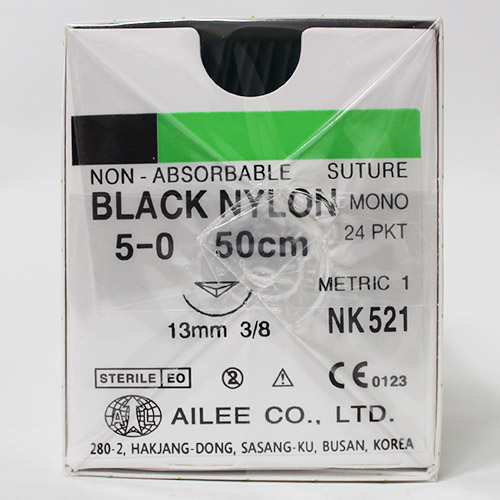 NON - ABSORBABLE SUTURE
BLACK NYLON MONO
5-0 50cm 24 PKT
METRIC 1
13mm 3/8 NK521
STERILE EO 2 CE 0123
AILEE CO., LTD.
280-2, HAKJANG-DONG, SASANG-KU, BUSAN, KOREA